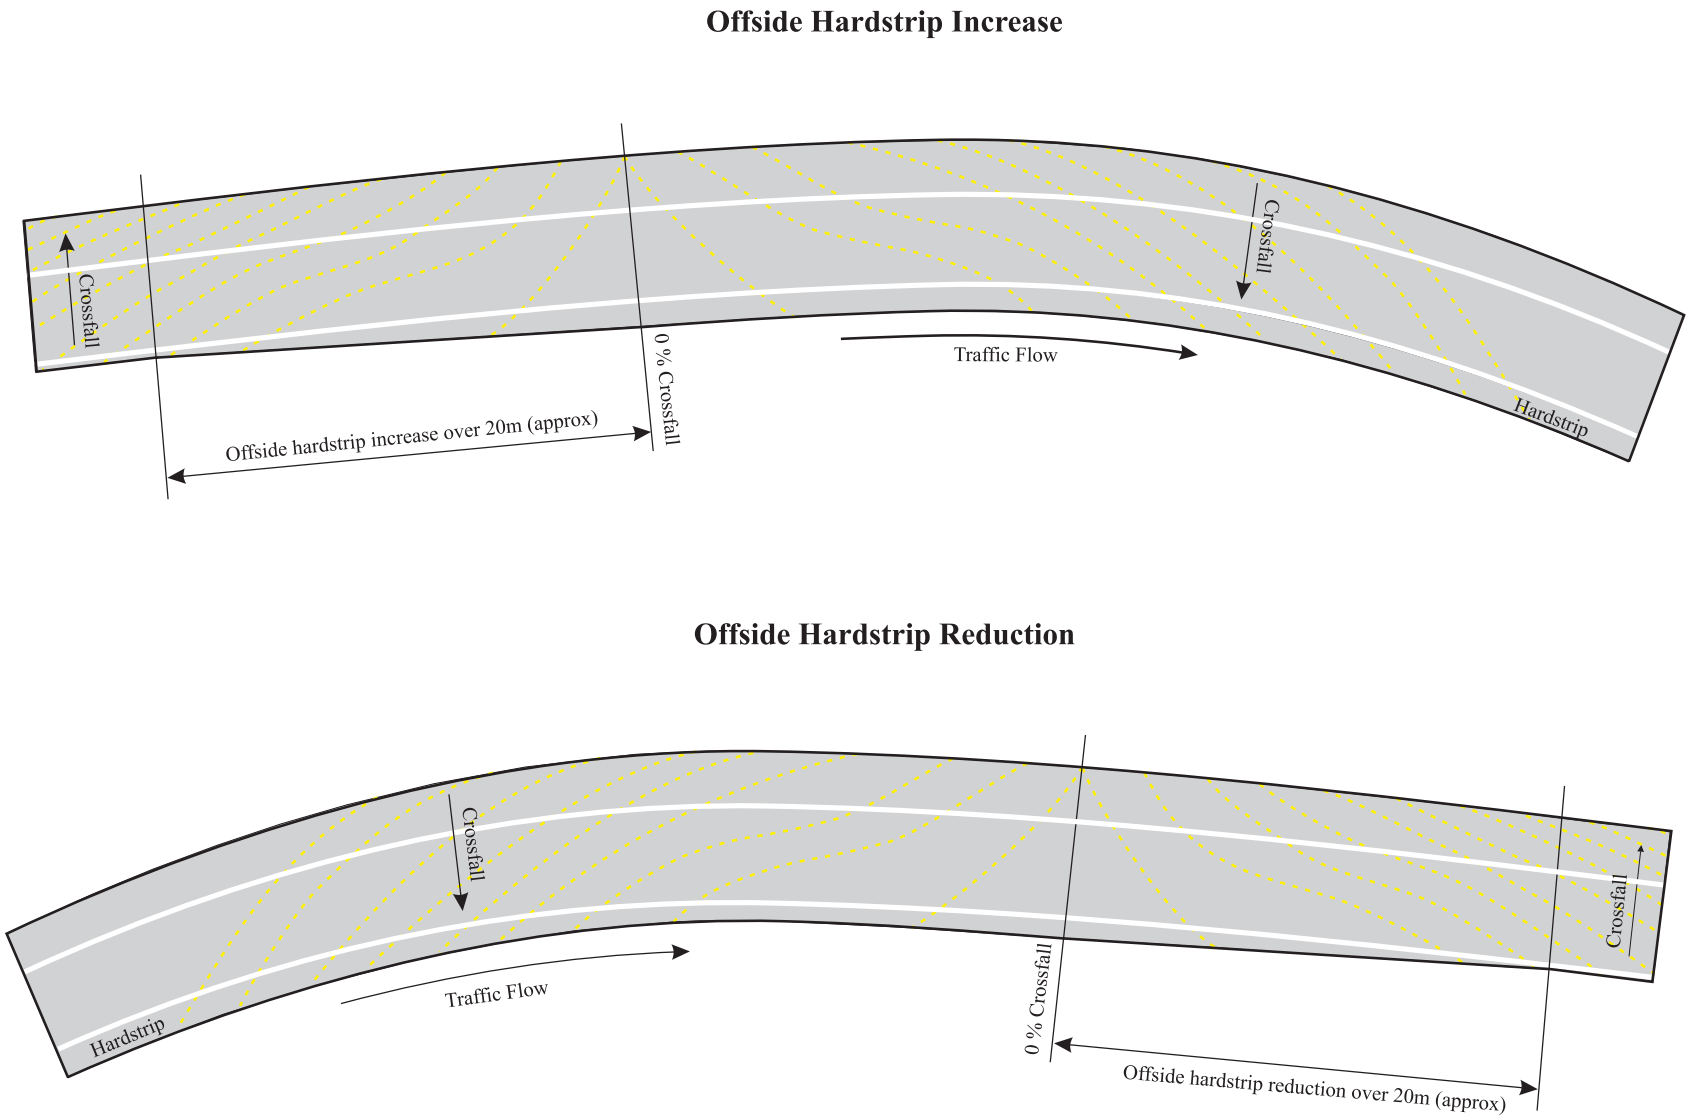 Offside Hardstrip Increase
Crossfall
Crossfall
0 % Crossfall
Traffic Flow
Hardstrip
Offside hardstrip increase over 20m (approx)
Offside Hardstrip Reduction
Crossfall
Crossfall
Traffic Flow
0 % Crossfall
Hardstrip
Offside hardstrip reduction over 20m (approx)